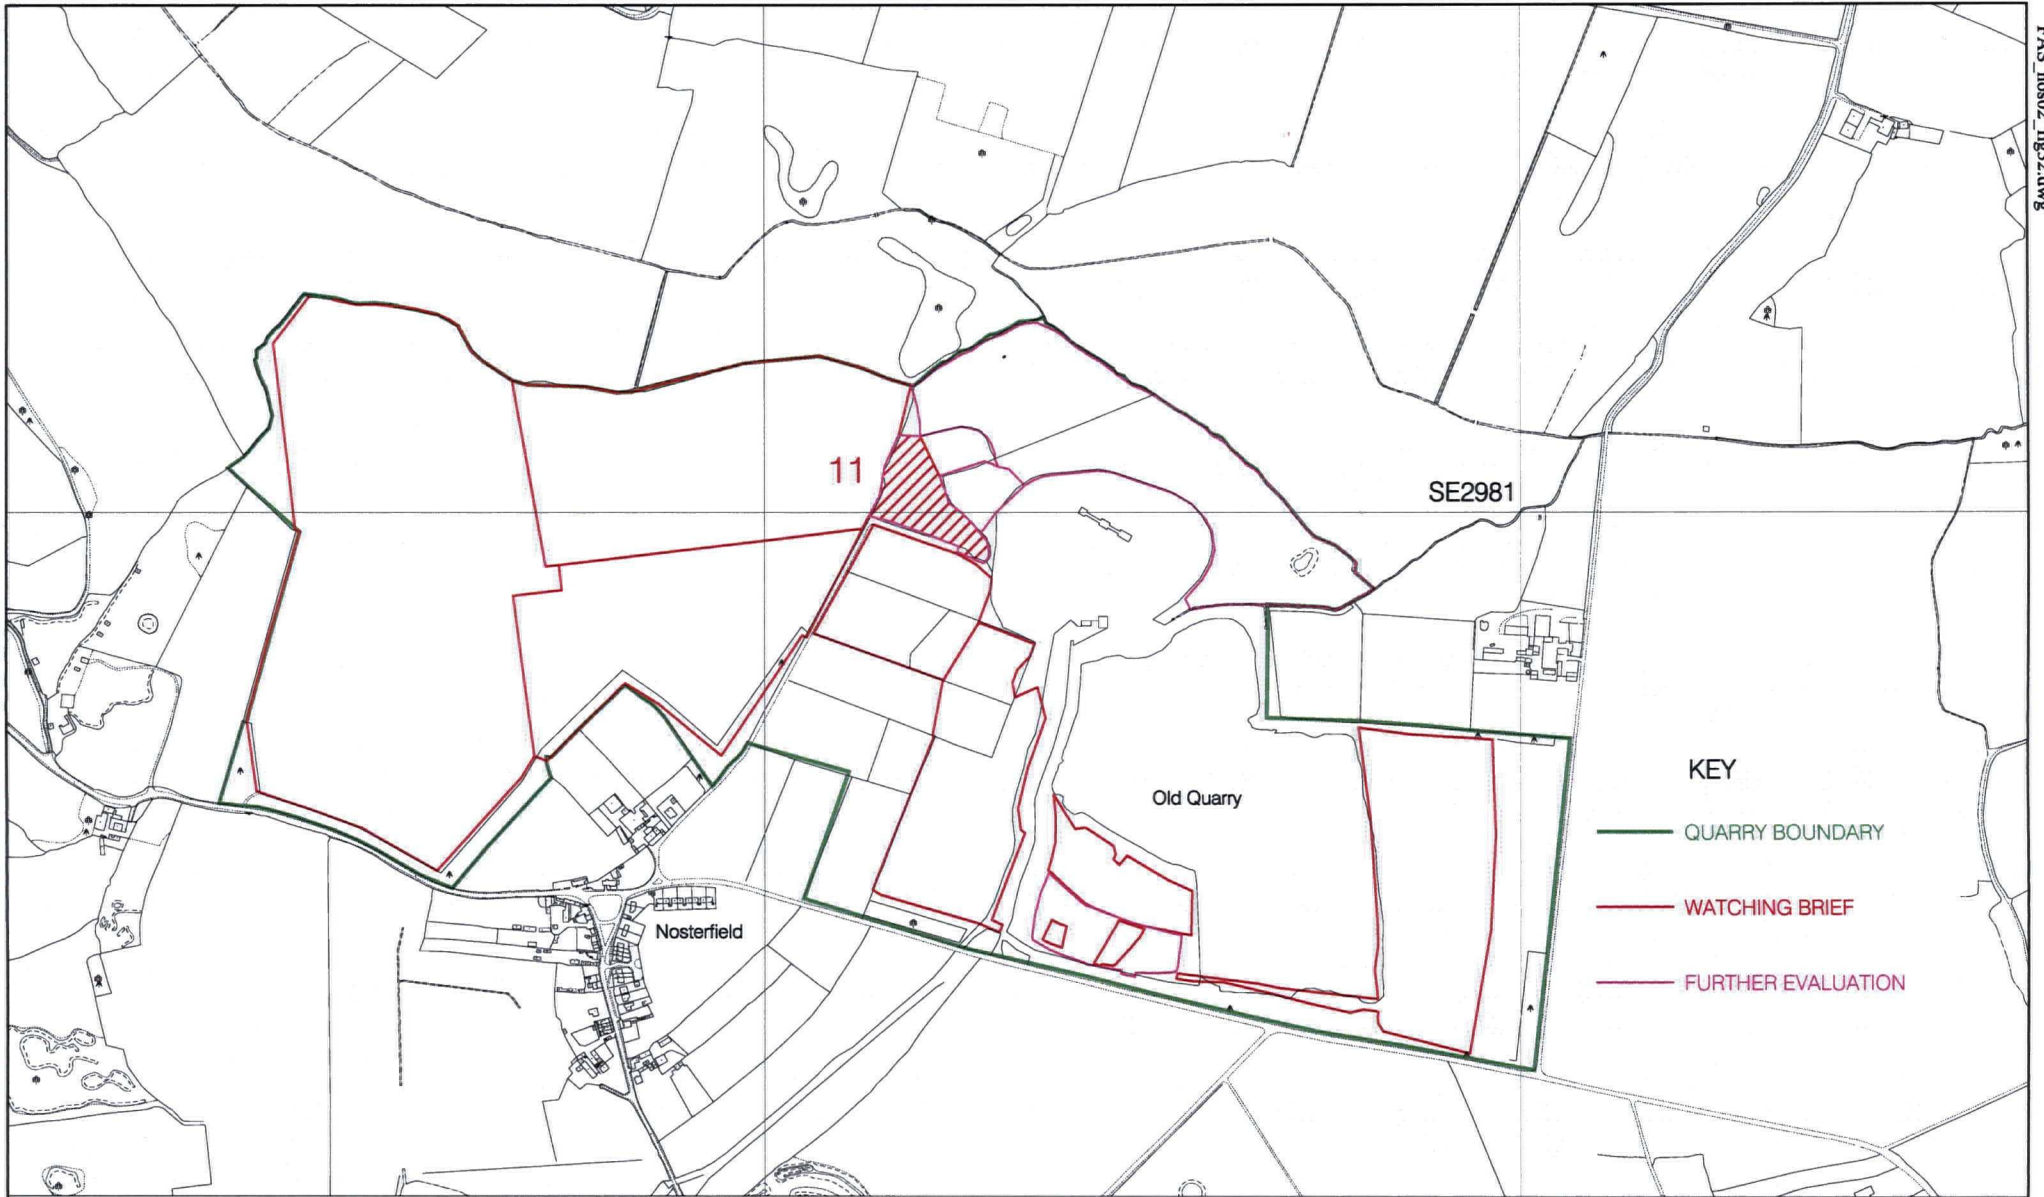 11
SE2981
Old Quarry
Nosterfield
KEY
QUARRY BOUNDARY
WATCHING BRIEF
FURTHER EVALUATION